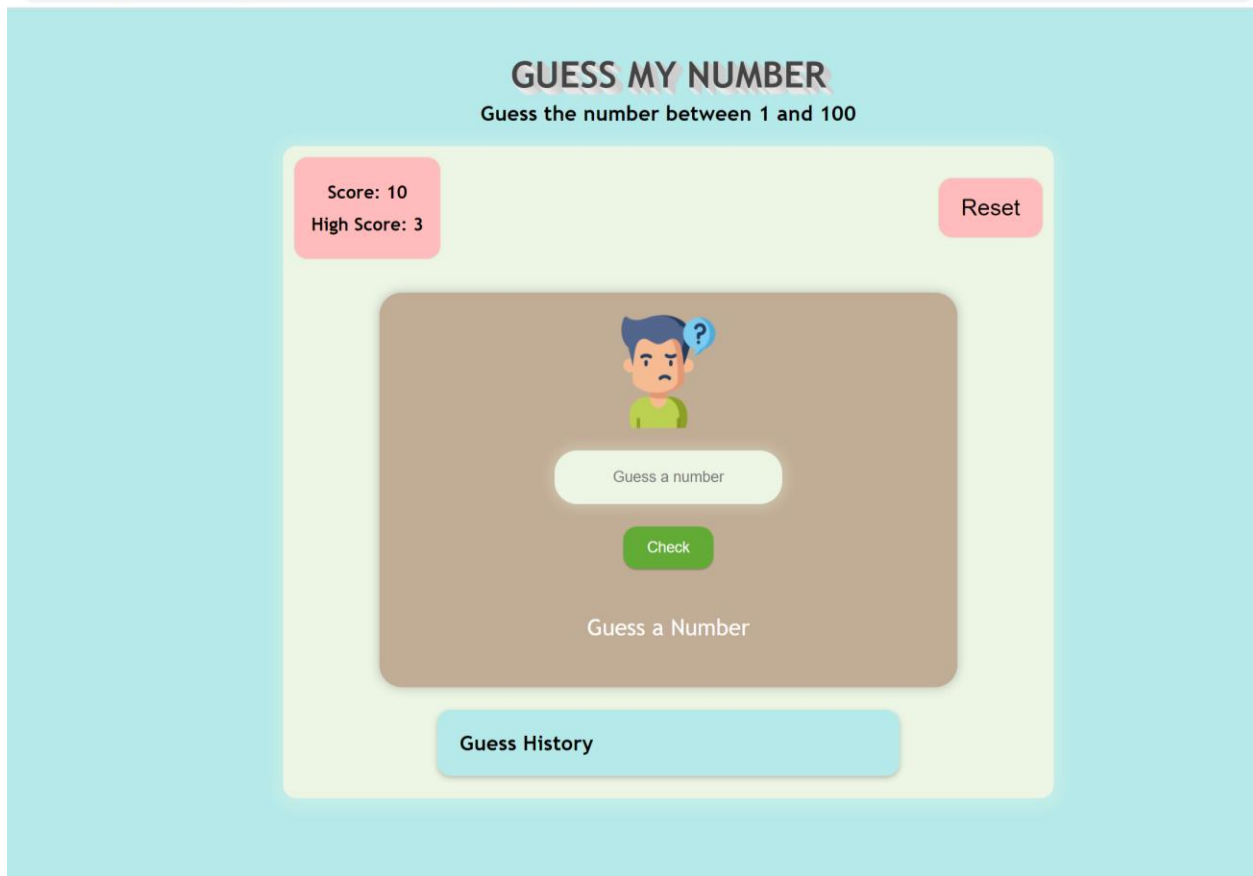 GUESS MY NUMBER
Guess the number between 1 and 100
Score: 10
High Score: 3
Reset
?
Guess a number
Check
Guess a Number
Guess History